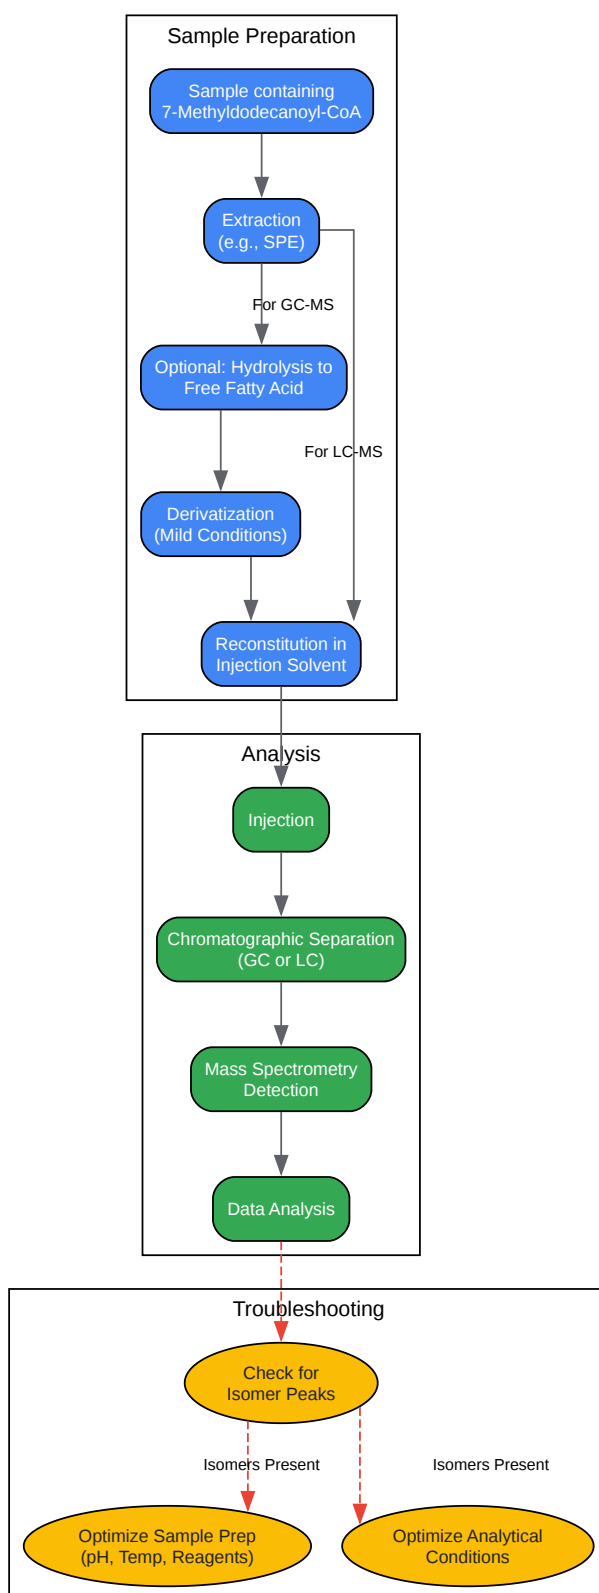 Sample Preparation
Sample containing
7-Methyldodecanoyl-CoA
Extraction
(e.g., SPE)
For GC-MS
Optional: Hydrolysis to
Free Fatty Acid
For LC-MS
Derivatization
(Mild Conditions)
Reconstitution in
Injection Solvent
Analysis
Injection
Chromatographic Separation
(GC or LC)
Mass Spectrometry
Detection
Data Analysis
Troubleshooting
Check for
Isomer Peaks
Isomers Present
Isomers Present
Optimize Sample Prep
(pH, Temp, Reagents)
Optimize Analytical
Conditions